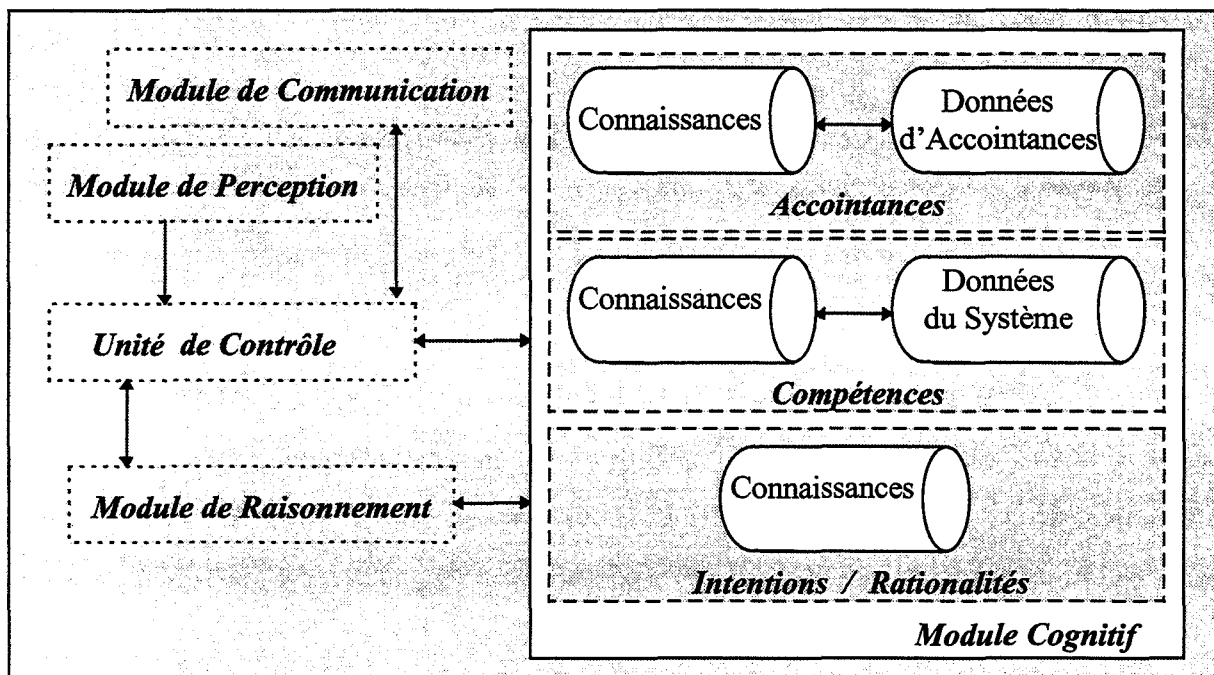 Module de Communication
Module de Perception
Unité de Contrôle
Module de Raisonnement
Connaissances
Données
d'Accointances
Accointances
Connaissances
Données
du Système
Compétences
Connaissances
Intentions / Rationalités
Module Cognitif